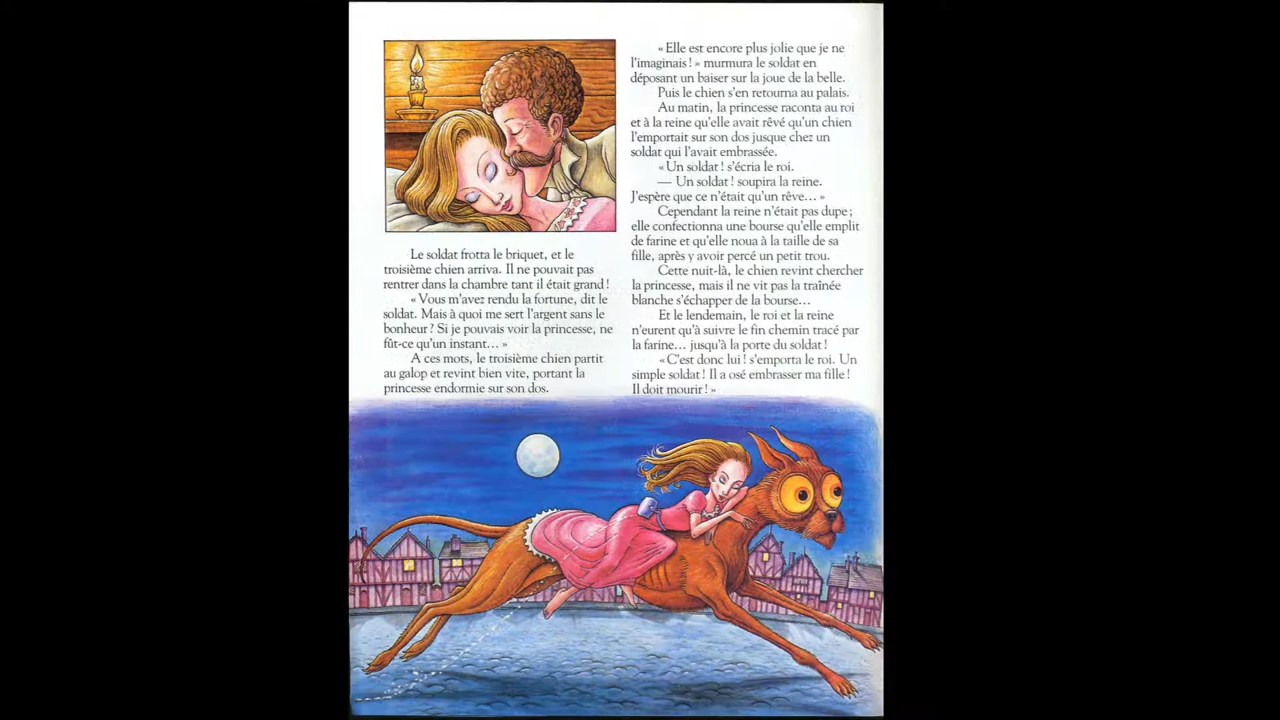 Le soldat frotta le briquet, et le
troisième chien arriva. Il ne pouvait pas
rentrer dans la chambre tant il était grand !
« Vous m'avez rendu la fortune, dit le
soldat. Mais à quoi me sert l'argent sans le
bonheur ? Si je pouvais voir la princesse, ne
fût-ce qu'un instant… »
A ces mots, le troisième chien partit
au galop et revint bien vite, portant la
princesse endormie sur son dos.
« Elle est encore plus jolie que je ne
l'imaginais ! » murmura le soldat en
déposant un baiser sur la joue de la belle.
Puis le chien s'en retourna au palais.
Au matin, la princesse raconta au roi
et à la reine qu'elle avait rêvé qu'un chien
l'emportait sur son dos jusque chez un
soldat qui l'avait embrassée.
« Un soldat ! s'écria le roi.
— Un soldat ! soupira la reine.
J'espère que ce n'était qu'un rêve… »
Cependant la reine n'était pas dupe ;
elle confectionna une bourse qu'elle emplit
de farine et qu'elle noua à la taille de sa
fille, après y avoir percé un petit trou.
Cette nuit-là, le chien revint chercher
la princesse, mais il ne vit pas la traînée
blanche s'échapper de la bourse…
Et le lendemain, le roi et la reine
n'eurent qu'à suivre le fin chemin tracé par
la farine… jusqu'à la porte du soldat !
« C'est donc lui ! s'emporta le roi. Un
simple soldat ! Il a osé embrasser ma fille !
Il doit mourir ! »